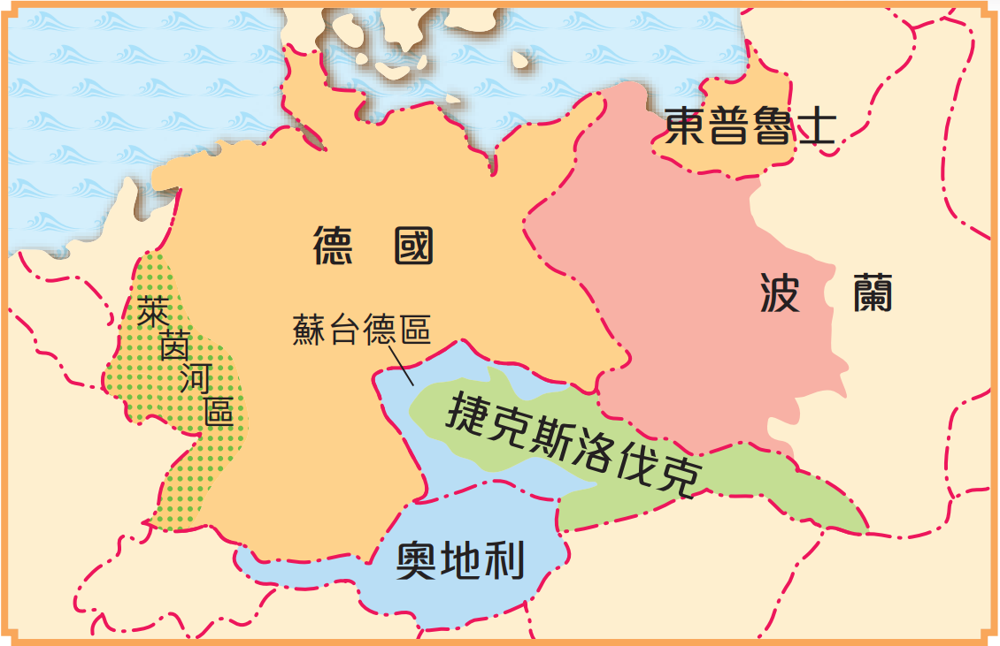 東普魯士
德國
波蘭
萊茵河區
蘇台德區
捷克斯洛伐克
奧地利